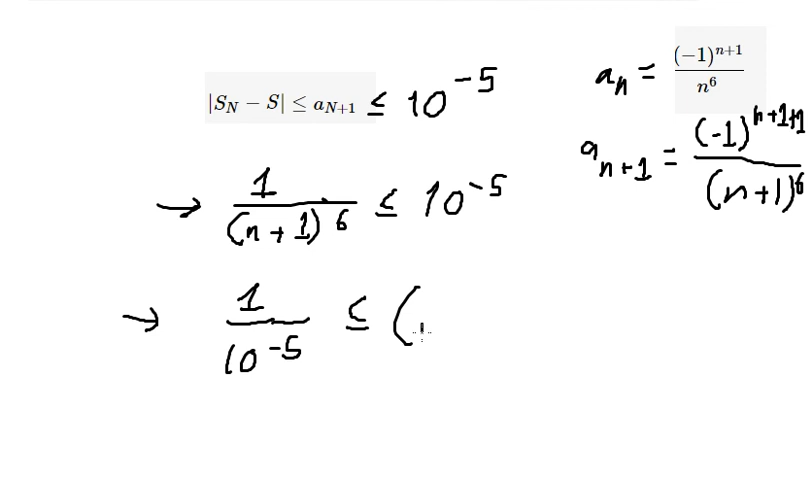 |S_N − S| ≤ a_{N+1} ≤ 10^{-5}
a_n = (-1)^{n+1} / n^6
a_{n+1} = (-1)^{n+1+1} / (n+1)^6
→ 1 / (n+1)^6 ≤ 10^{-5}
→ 1 / 10^{-5} ≤ (